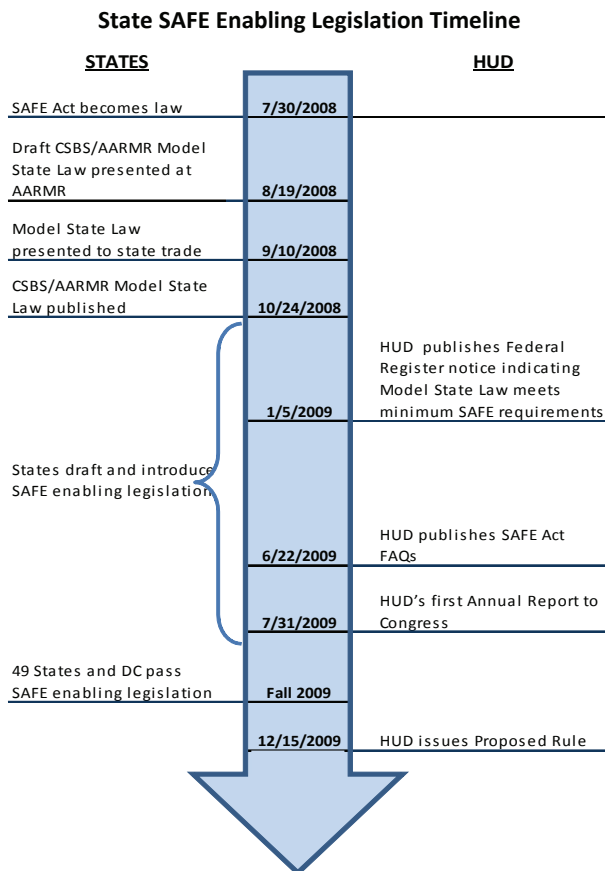 State SAFE Enabling Legislation Timeline
STATES
HUD
SAFE Act becomes law
7/30/2008
Draft CSBS/AARMR Model
State Law presented at
AARMR
8/19/2008
Model State Law
presented to state trade
9/10/2008
CSBS/AARMR Model State
Law published
10/24/2008
HUD publishes Federal
Register notice indicating
Model State Law meets
minimum SAFE requirements
1/5/2009
States draft and introduce
SAFE enabling legislation
HUD publishes SAFE Act
FAQs
6/22/2009
HUD's first Annual Report to
Congress
7/31/2009
49 States and DC pass
SAFE enabling legislation
Fall 2009
12/15/2009
HUD issues Proposed Rule